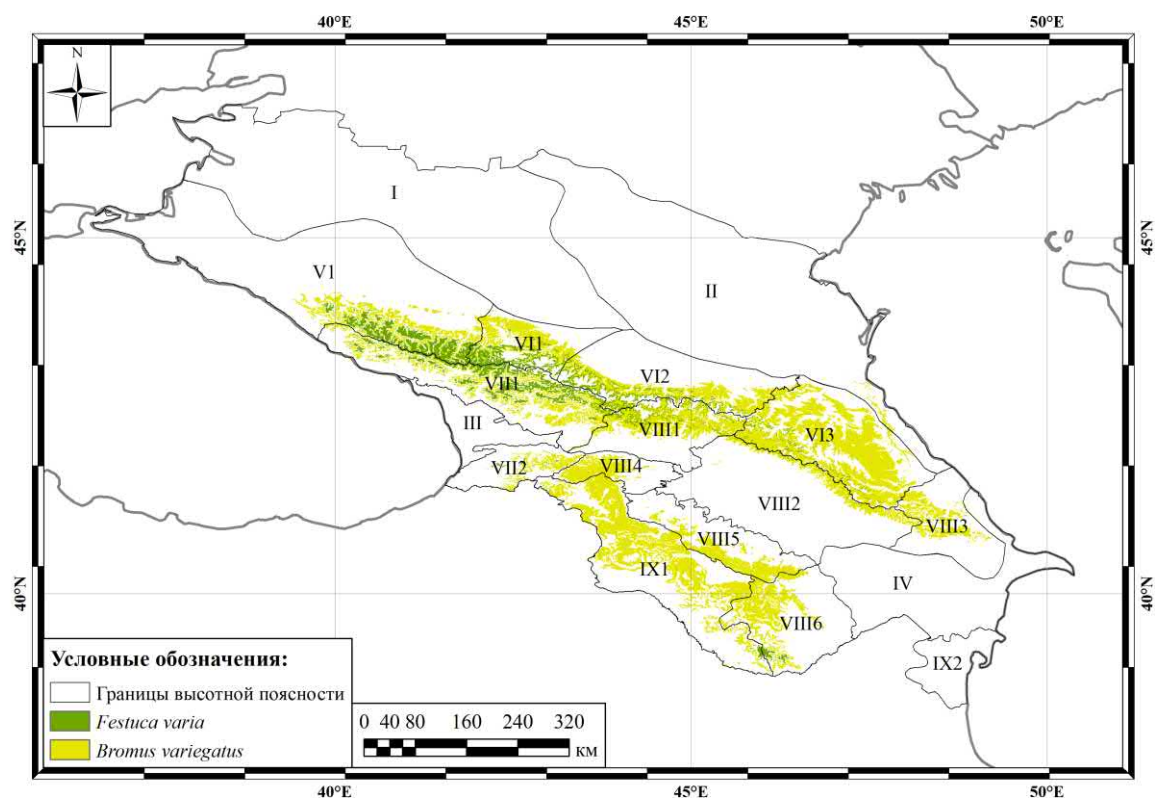 40°E 45°E 50°E
N
45°N 45°N
I
II
V1
VI1
VI2
VII1
III
VIII1
VI3
VII2
VIII4
VIII2
VIII3
VIII5
IX1
IV
40°N 40°N
VIII6
IX2
Условные обозначения:
Границы высотной поясности
Festuca varia
Bromus variegatus
0 40 80 160 240 320
км
40°E 45°E 50°E